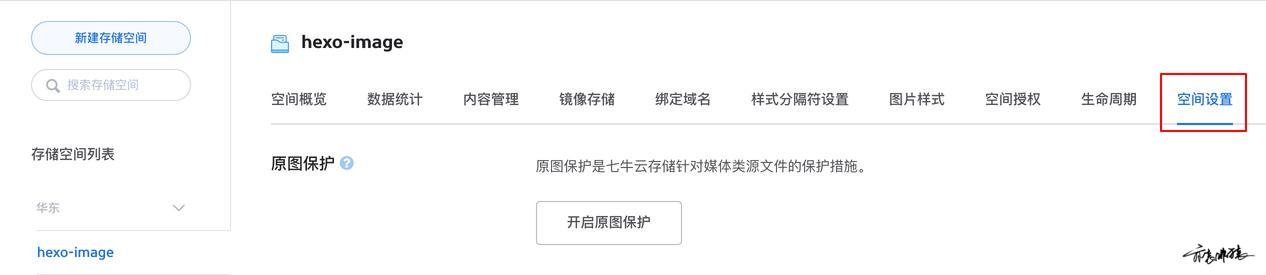 新建存储空间
搜索存储空间
存储空间列表
华东
hexo-image
hexo-image
空间概览 数据统计 内容管理 镜像存储 绑定域名 样式分隔符设置 图片样式 空间授权 生命周期 空间设置
原图保护 ?
原图保护是七牛云存储针对媒体类源文件的保护措施。
开启原图保护